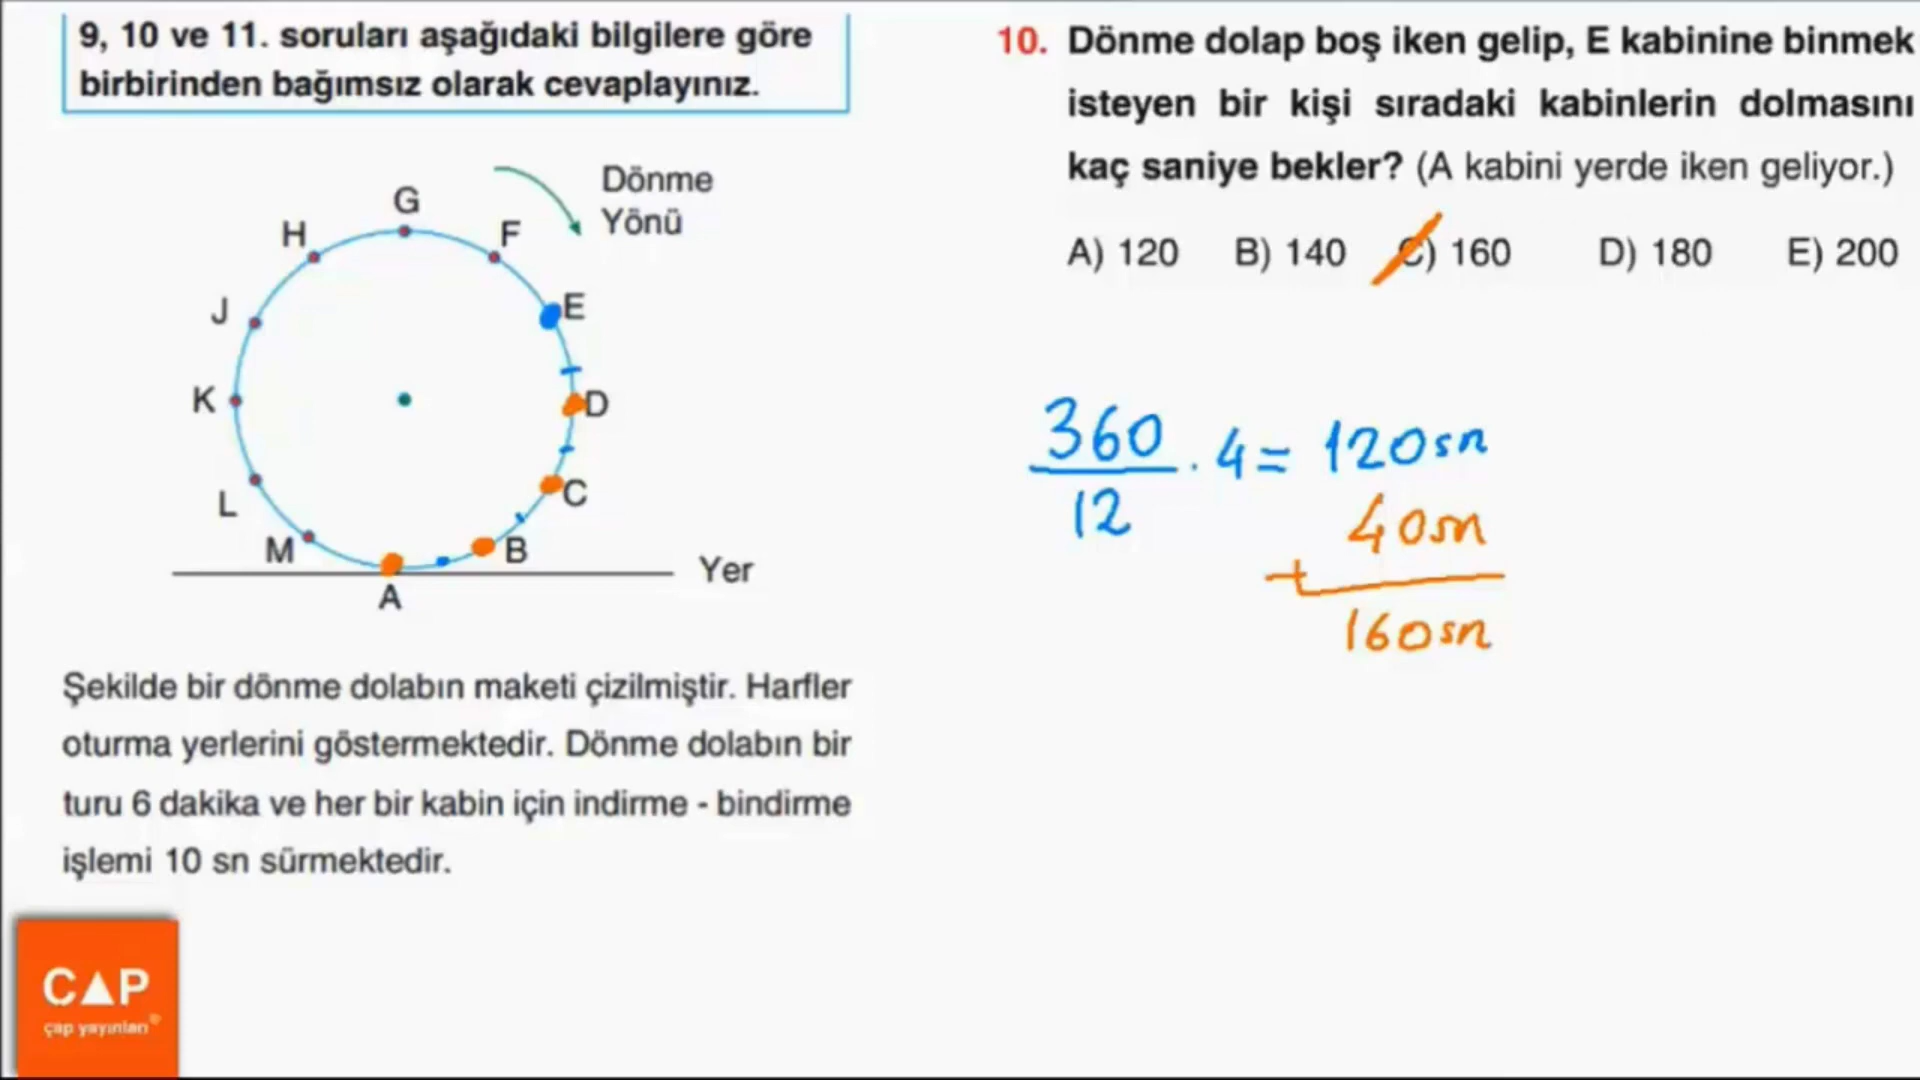 9, 10 ve 11. soruları aşağıdaki bilgilere göre
birbirinden bağımsız olarak cevaplayınız.
Dönme
Yönü
G
H
F
J
E
K
D
L
C
M
B
A
Yer
Şekilde bir dönme dolabın maketi çizilmiştir. Harfler
oturma yerlerini göstermektedir. Dönme dolabın bir
turu 6 dakika ve her bir kabin için indirme - bindirme
işlemi 10 sn sürmektedir.
CAP
çap yayınları
10. Dönme dolap boş iken gelip, E kabinine binmek
isteyen bir kişi sıradaki kabinlerin dolmasını
kaç saniye bekler? (A kabini yerde iken geliyor.)
A) 120 B) 140 C) 160 D) 180 E) 200
360
12
. 4 = 120sn
40sn
+
160sn